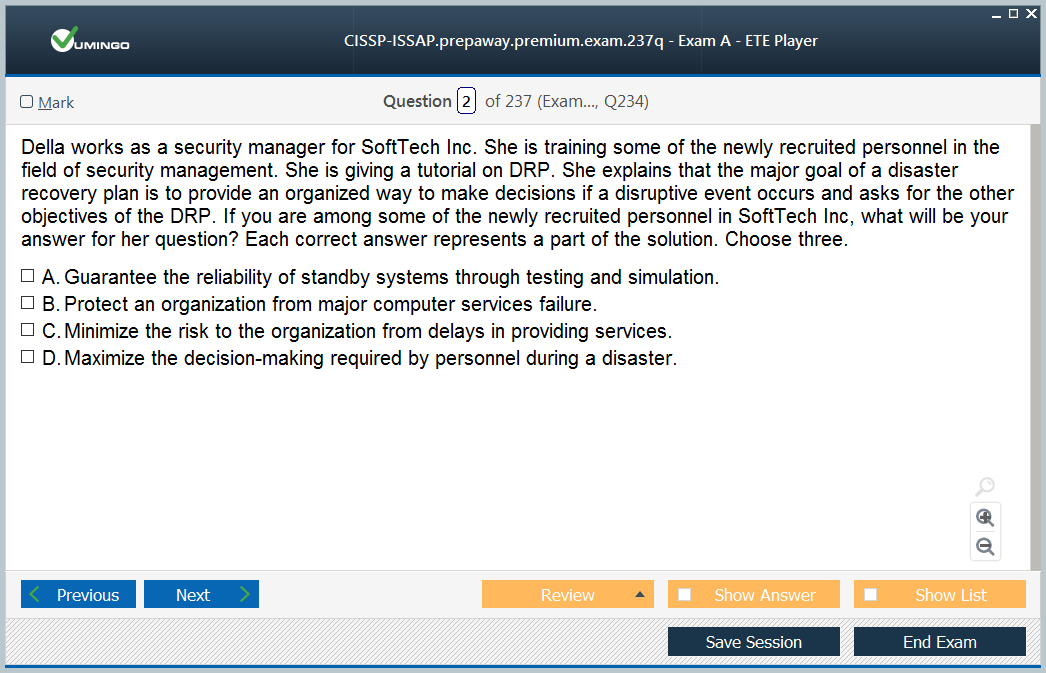 CISSP-ISSAP.prepaway.premium.exam.237q - Exam A - ETE Player
VUMINGO
Mark
Question 2 of 237 (Exam..., Q234)
Della works as a security manager for SoftTech Inc. She is training some of the newly recruited personnel in the
field of security management. She is giving a tutorial on DRP. She explains that the major goal of a disaster
recovery plan is to provide an organized way to make decisions if a disruptive event occurs and asks for the other
objectives of the DRP. If you are among some of the newly recruited personnel in SoftTech Inc, what will be your
answer for her question? Each correct answer represents a part of the solution. Choose three.
A. Guarantee the reliability of standby systems through testing and simulation.
B. Protect an organization from major computer services failure.
C. Minimize the risk to the organization from delays in providing services.
D. Maximize the decision-making required by personnel during a disaster.
Previous
Next
Review
Show Answer
Show List
Save Session
End Exam